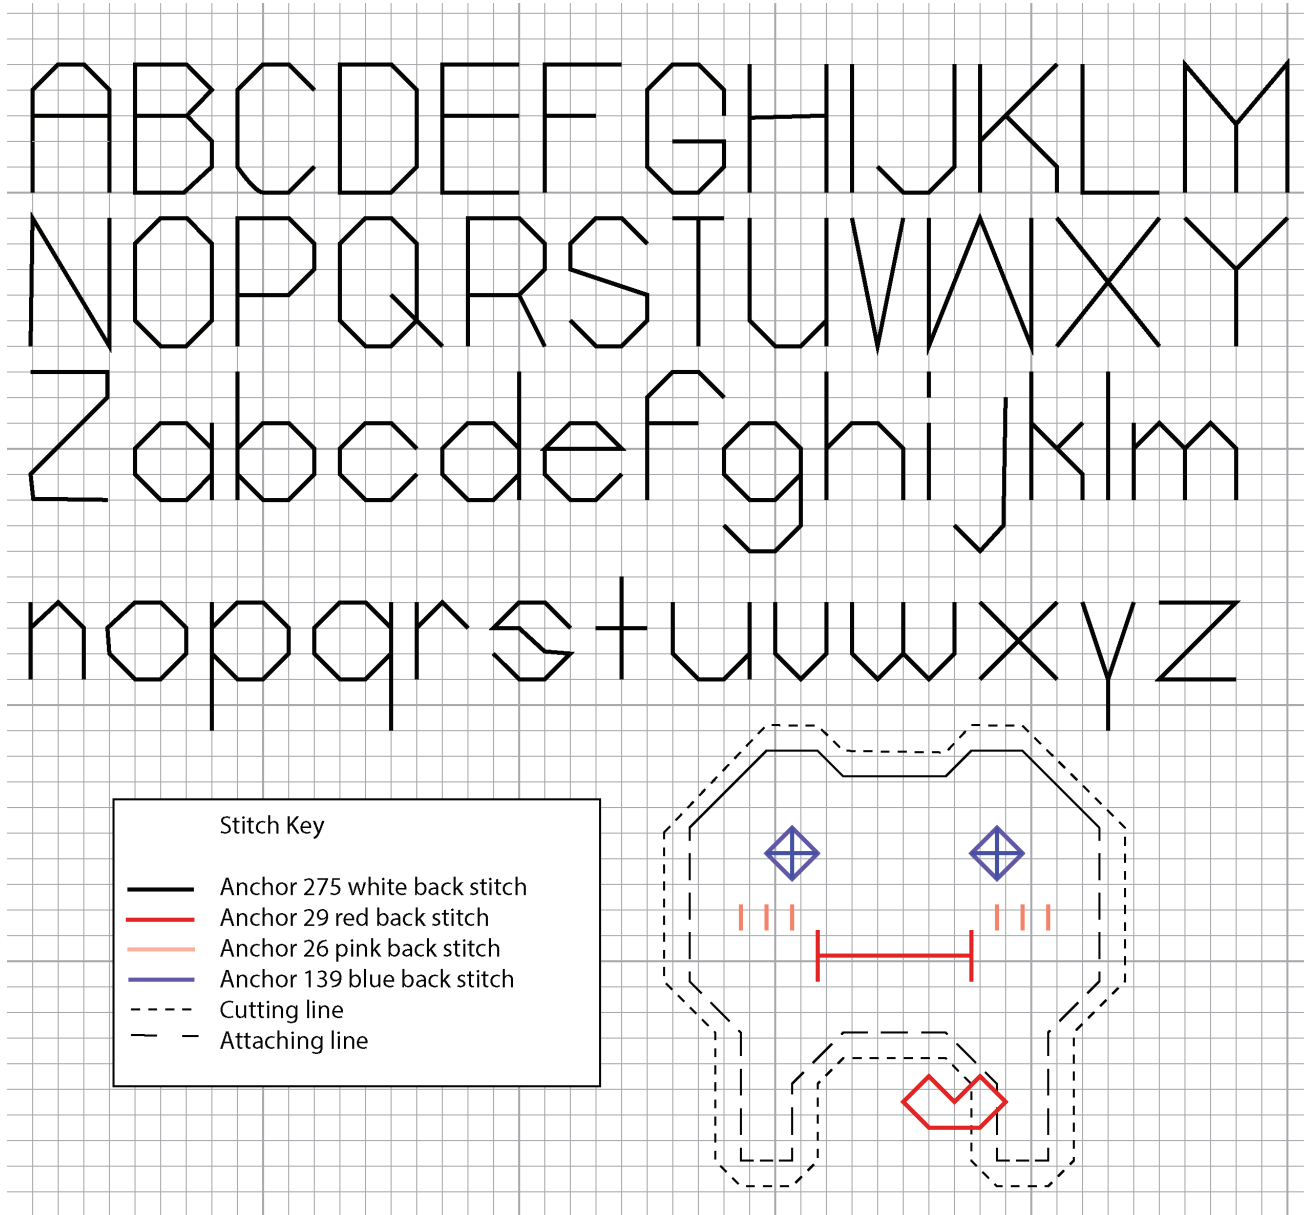 ABCDEFGHIJKLM
NOPQRSTUVWXY
Zabcdefghijklm
nopqrstuvwxyz
Stitch Key
Anchor 275 white back stitch
Anchor 29 red back stitch
Anchor 26 pink back stitch
Anchor 139 blue back stitch
Cutting line
Attaching line